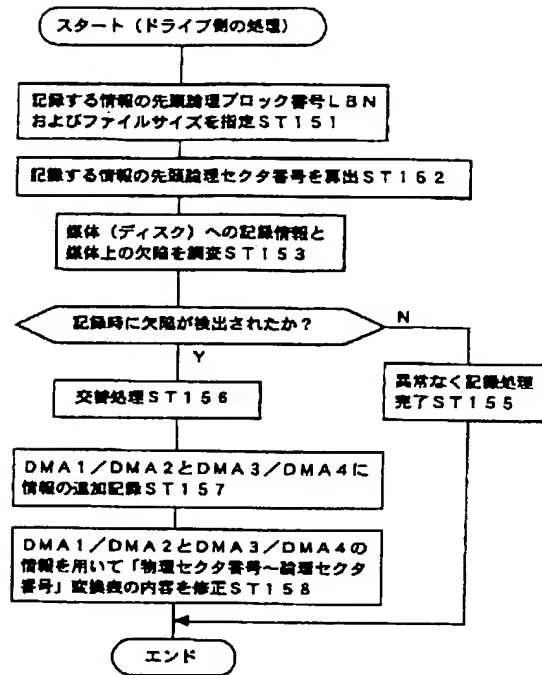 スタート（ドライブ側の処理）
記録する情報の先頭論理ブロック番号LBN
およびファイルサイズを指定ST151
記録する情報の先頭論理セクタ番号を算出ST152
媒体（ディスク）への記録情報と
媒体上の欠陥を調査ST153
記録時に欠陥が検出されたか？
N
Y
異常なく記録処理
完了ST155
交替処理ST156
DMA1／DMA2とDMA3／DMA4に
情報の追加記録ST157
DMA1／DMA2とDMA3／DMA4の
情報を用いて「物理セクタ番号～論理セクタ
番号」変換表の内容を修正ST158
エンド